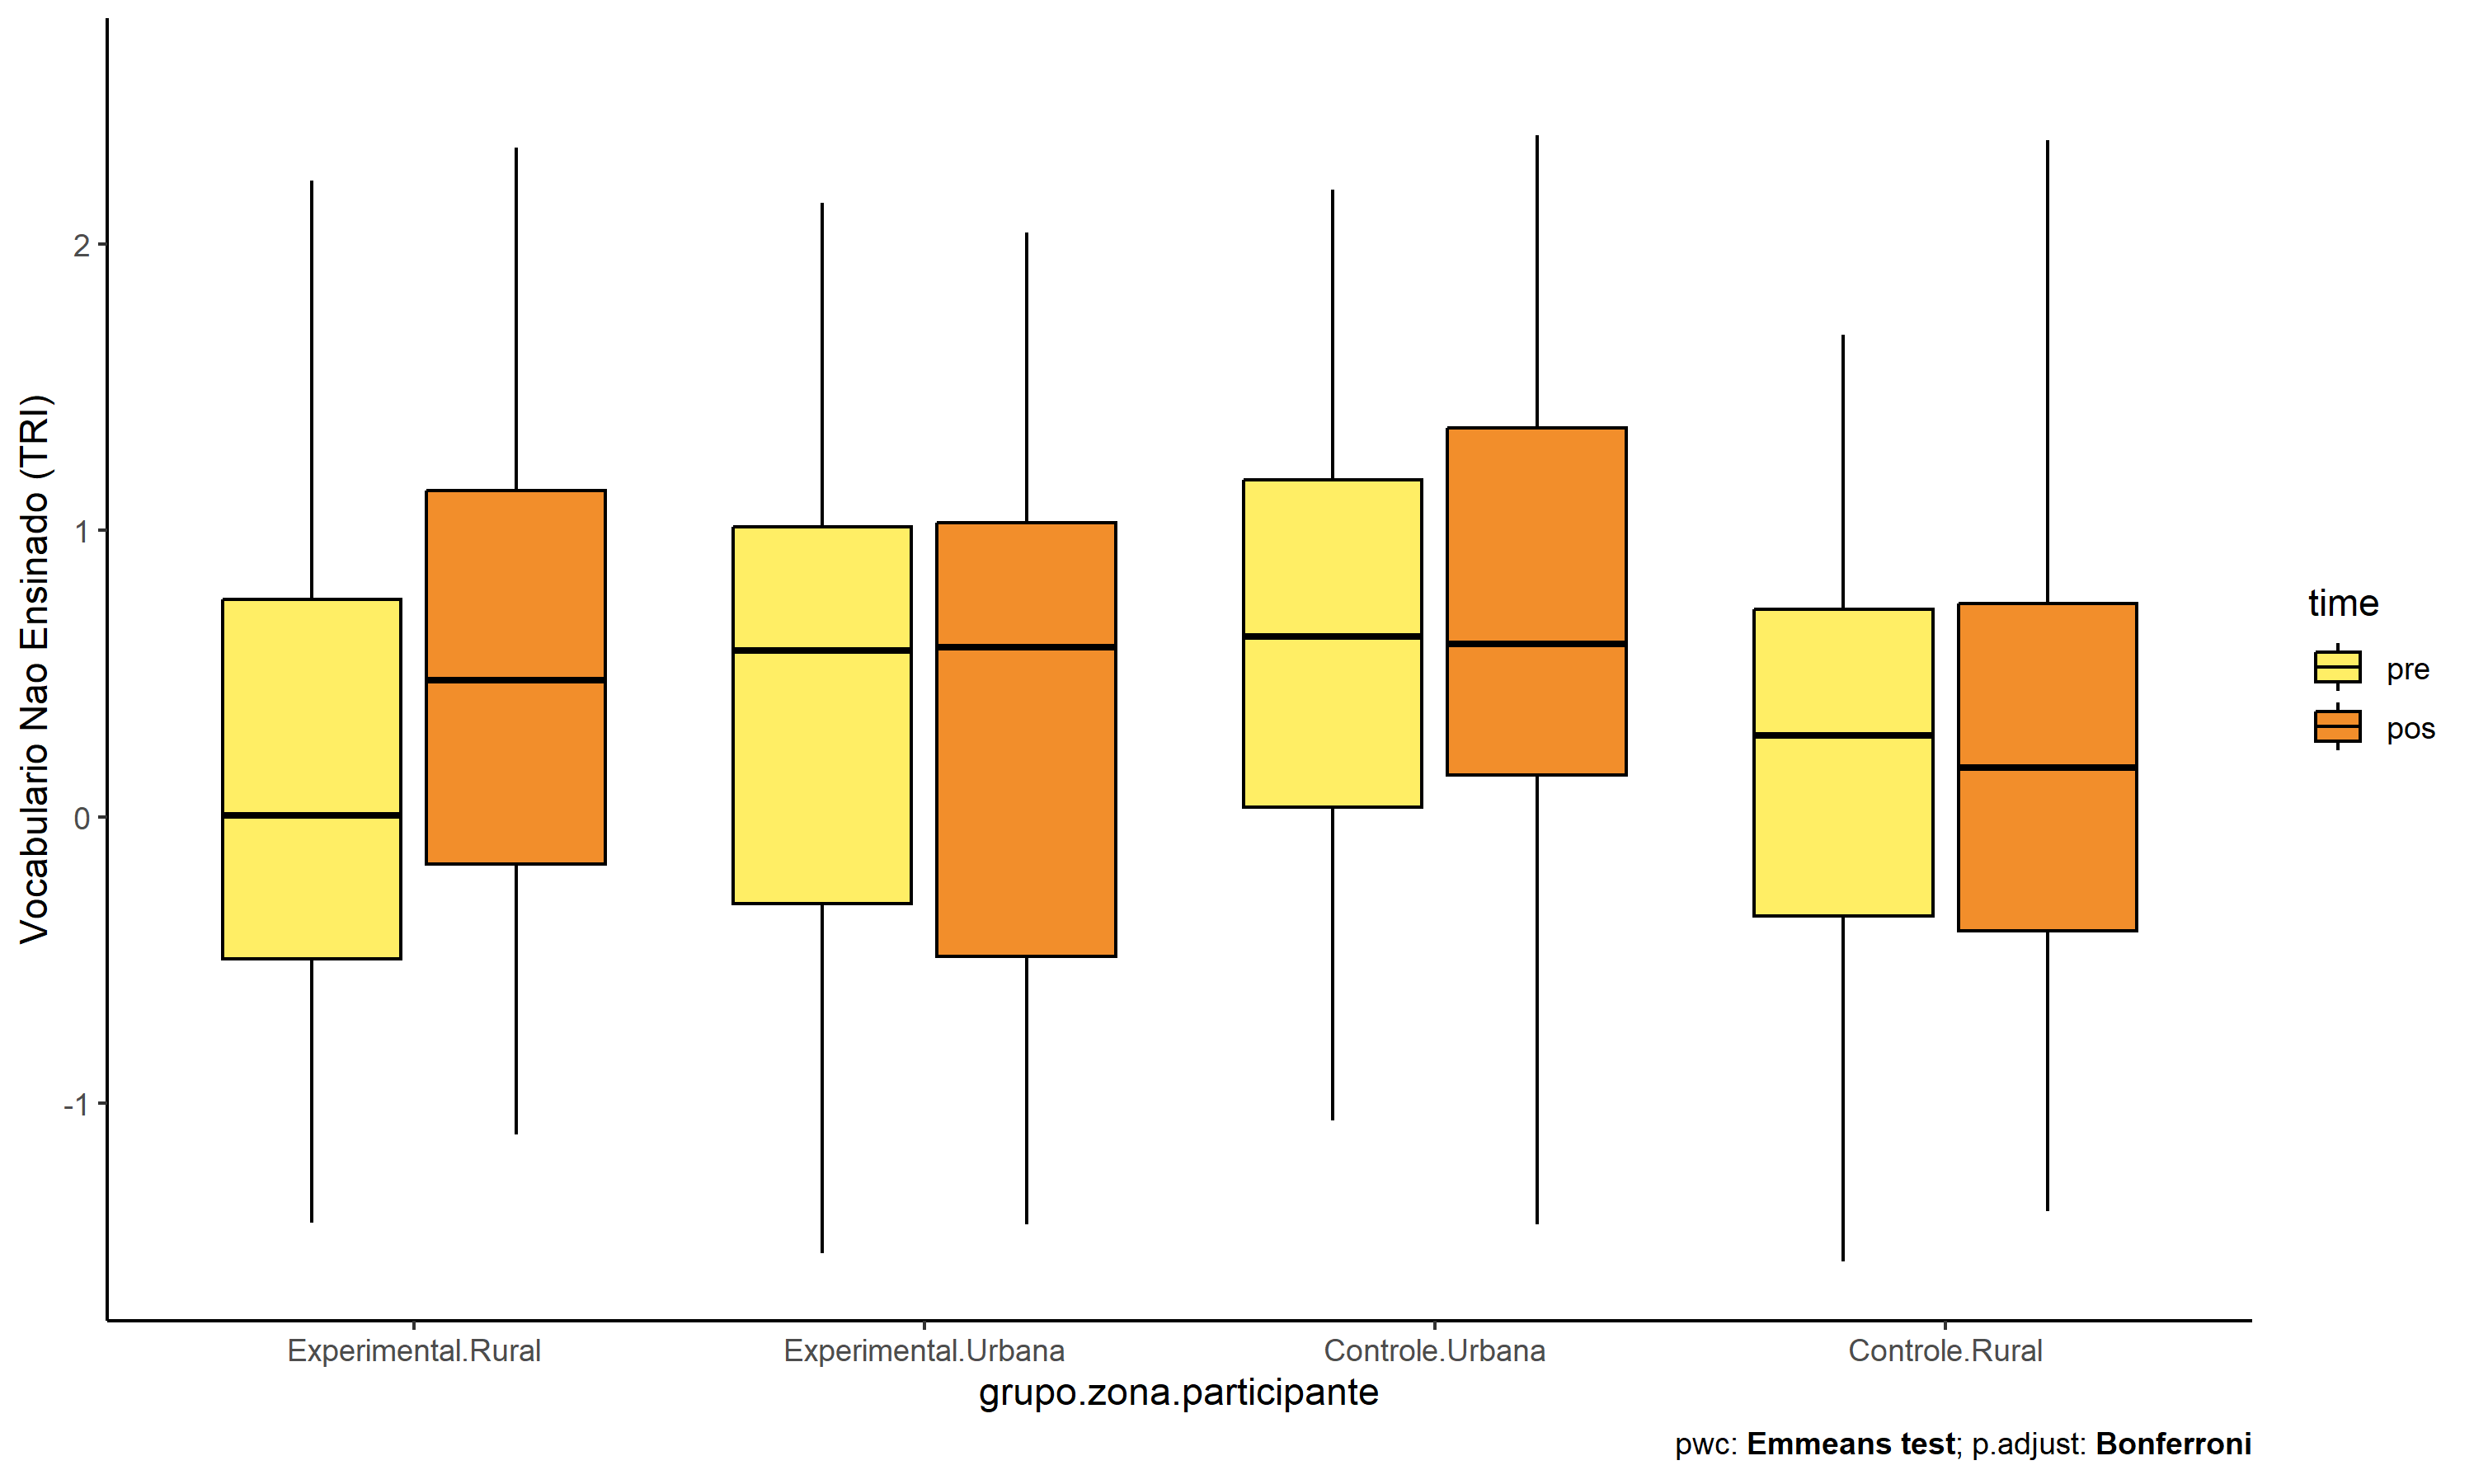 Vocabulario Nao Ensinado (TRI)
2
1
0
-1
Experimental.Rural
Experimental.Urbana
Controle.Urbana
Controle.Rural
grupo.zona.participante
pwc: Emmeans test; p.adjust: Bonferroni
time
pre
pos